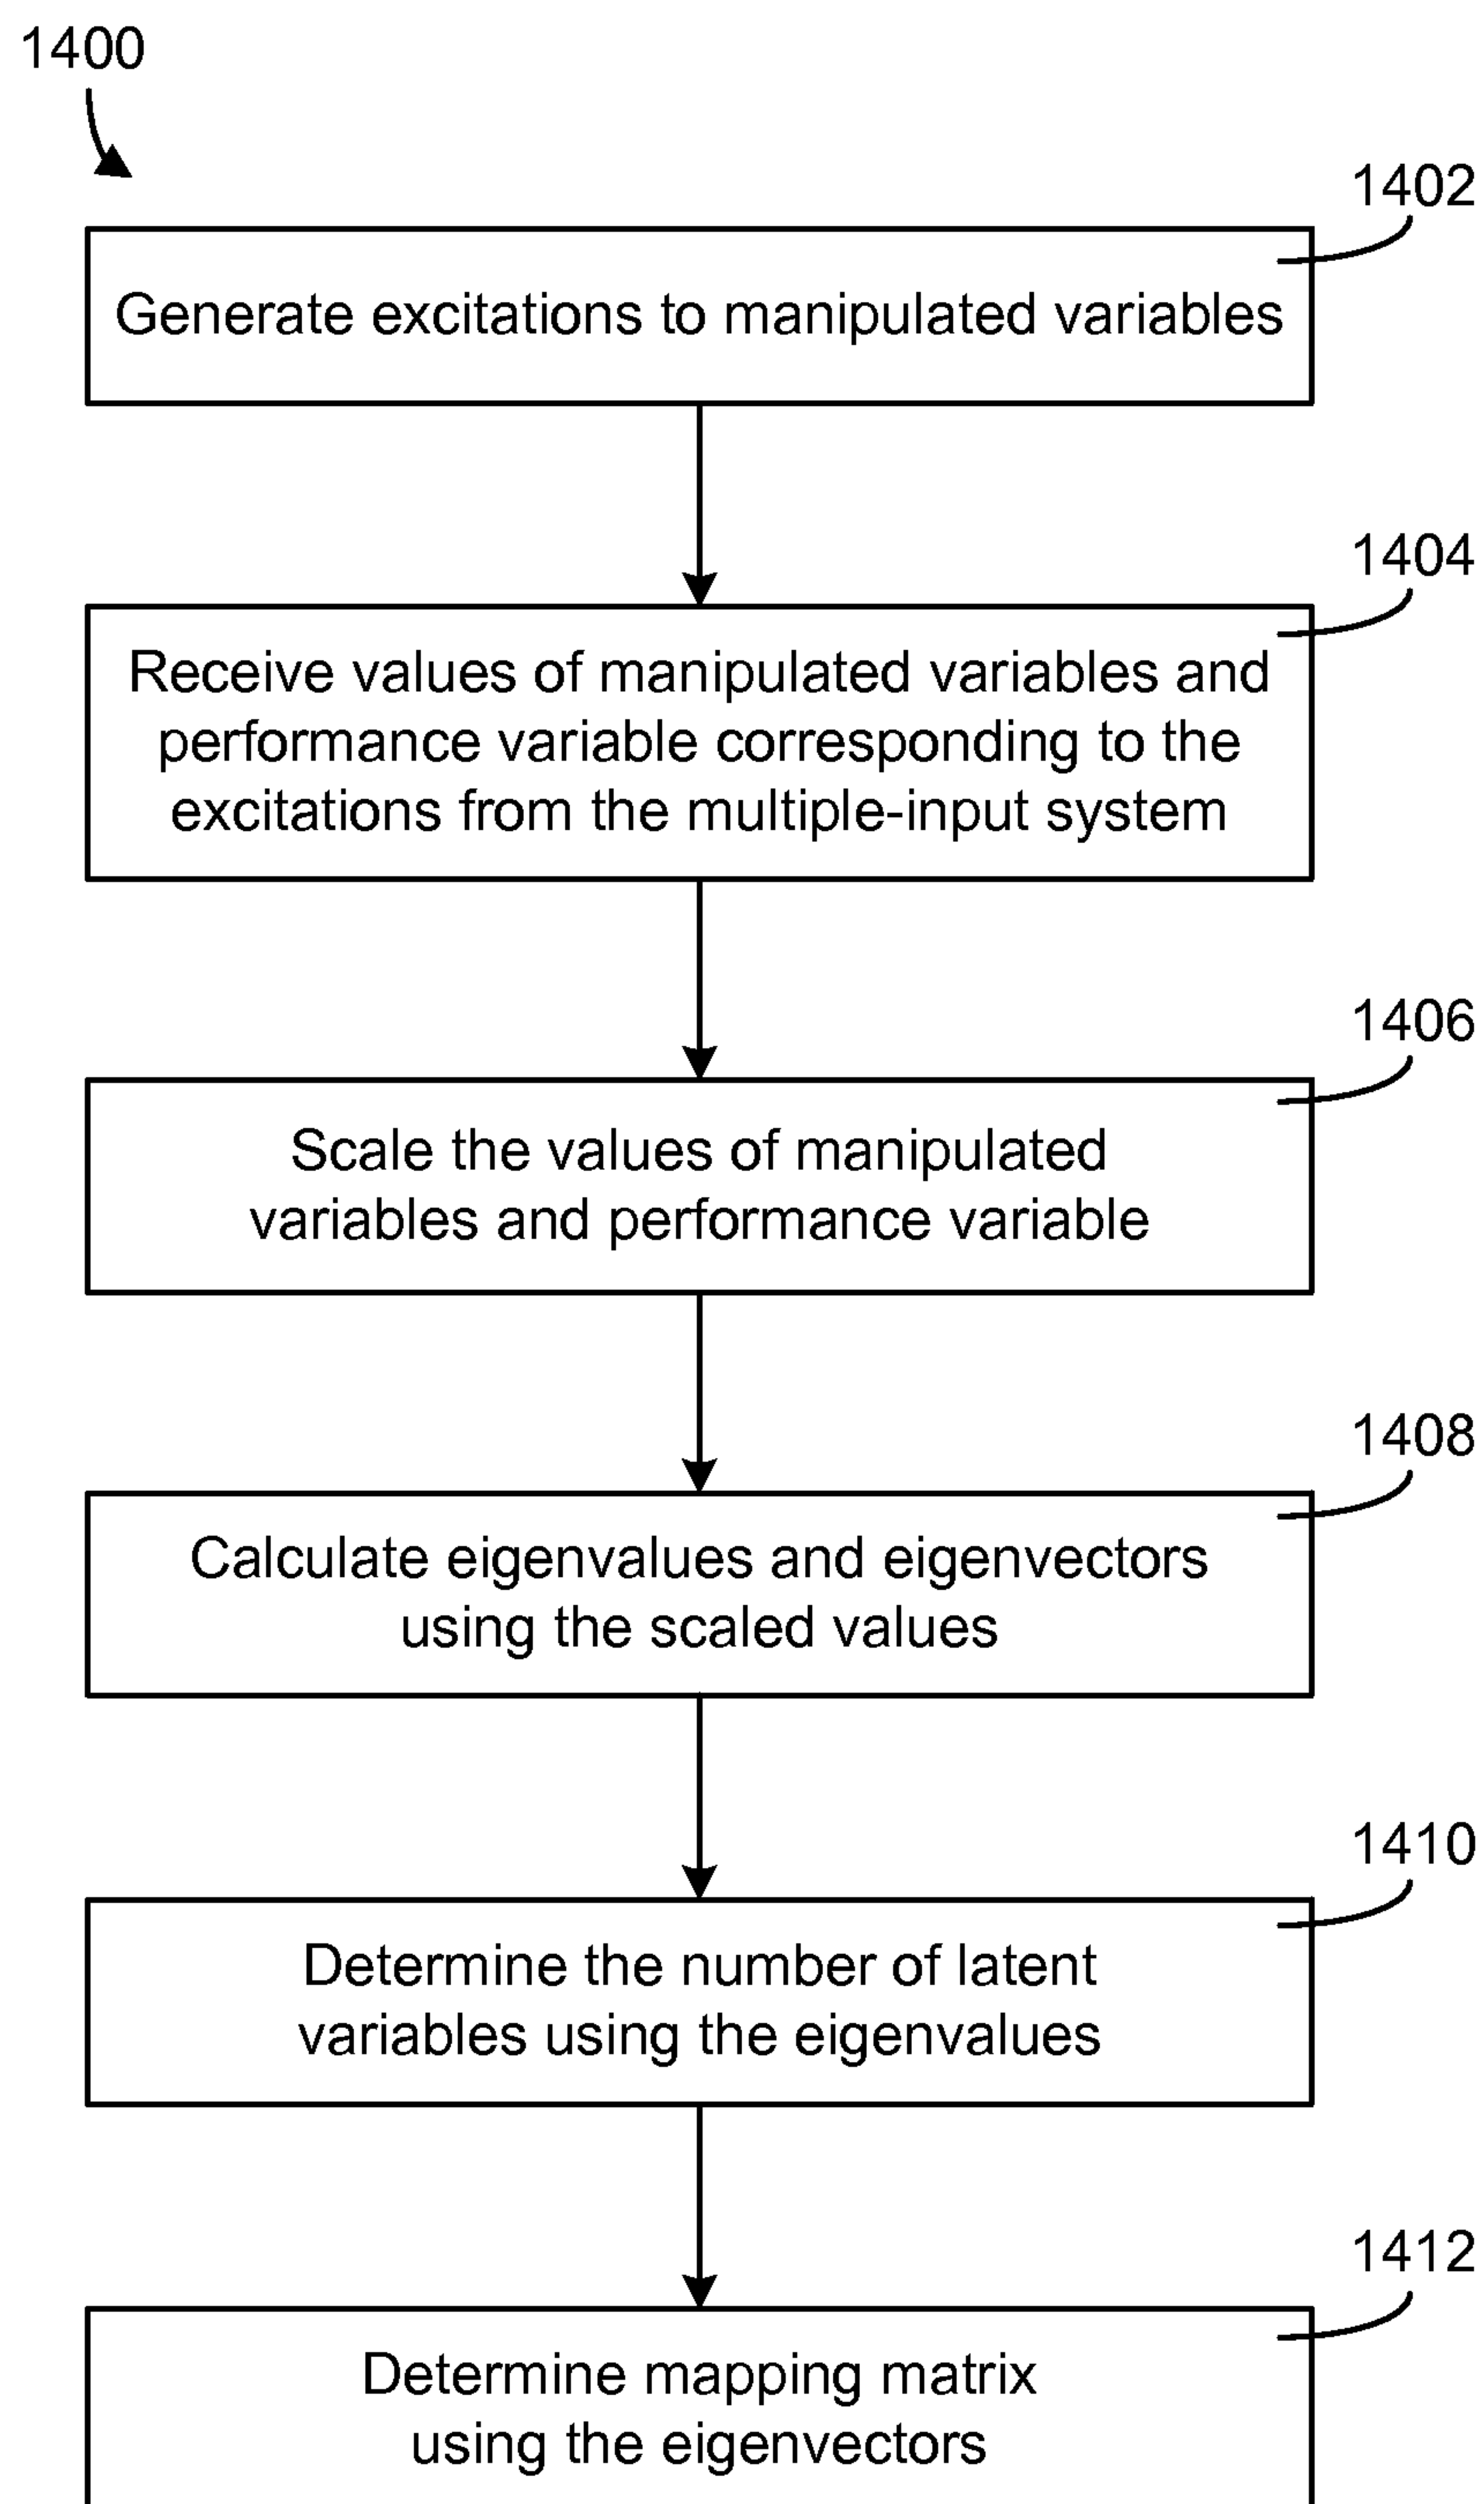 1400
1402
Generate excitations to manipulated variables
1404
Receive values of manipulated variables and
performance variable corresponding to the
excitations from the multiple-input system
1406
Scale the values of manipulated
variables and performance variable
1408
Calculate eigenvalues and eigenvectors
using the scaled values
1410
Determine the number of latent
variables using the eigenvalues
1412
Determine mapping matrix
using the eigenvectors